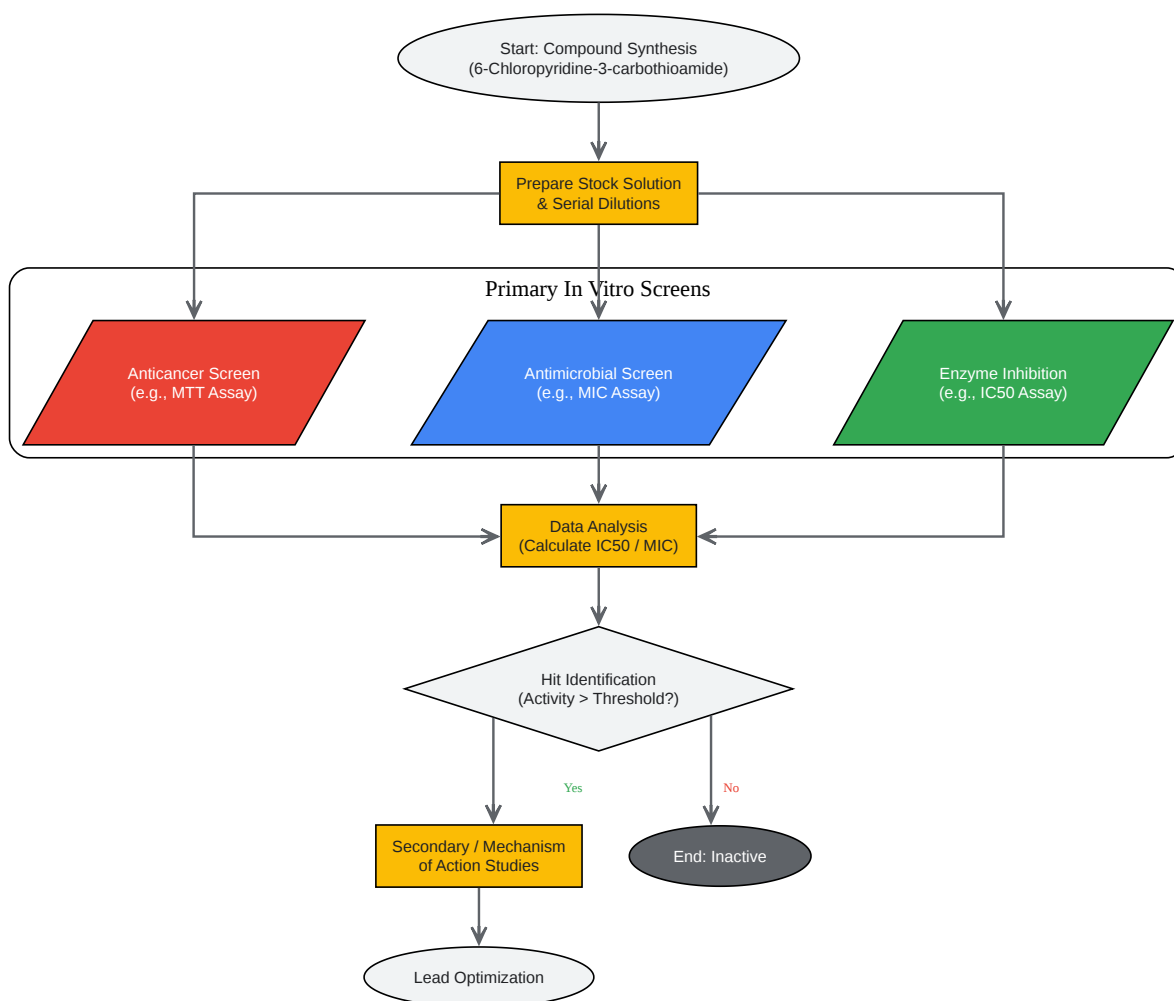 Start: Compound Synthesis
(6-Chloropyridine-3-carbothioamide)
Prepare Stock Solution
& Serial Dilutions
Primary In Vitro Screens
Anticancer Screen
(e.g., MTT Assay)
Antimicrobial Screen
(e.g., MIC Assay)
Enzyme Inhibition
(e.g., IC50 Assay)
Data Analysis
(Calculate IC50 / MIC)
Hit Identification
(Activity > Threshold?)
Yes
No
Secondary / Mechanism
of Action Studies
End: Inactive
Lead Optimization